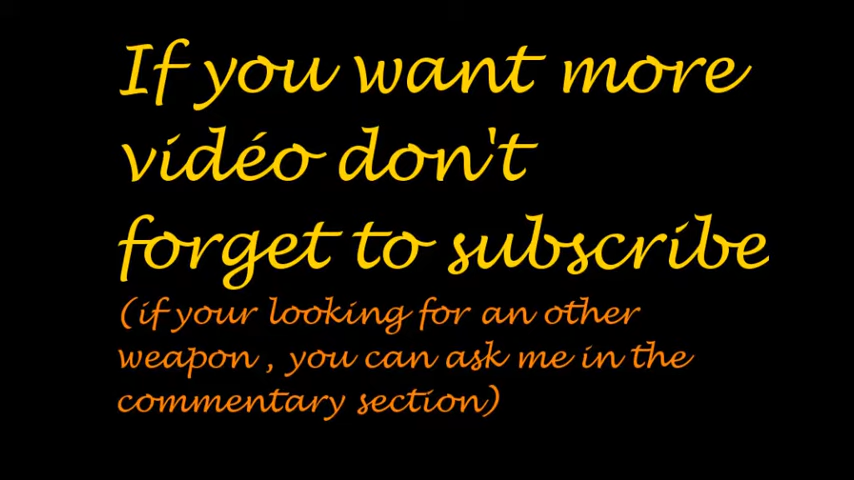 If you want more
vidéo don't
forget to subscribe
(if your looking for an other
weapon , you can ask me in the
commentary section)